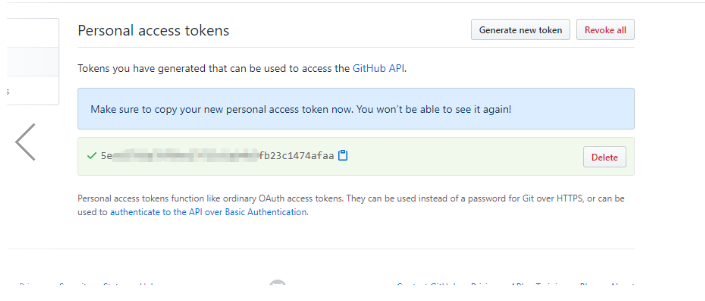 Personal access tokens
Generate new token
Revoke all
Tokens you have generated that can be used to access the GitHub API.
Make sure to copy your new personal access token now. You won't be able to see it again!
5e fb23c1474afaa
Delete
Personal access tokens function like ordinary OAuth access tokens. They can be used instead of a password for Git over HTTPS, or can be
used to authenticate to the API over Basic Authentication.